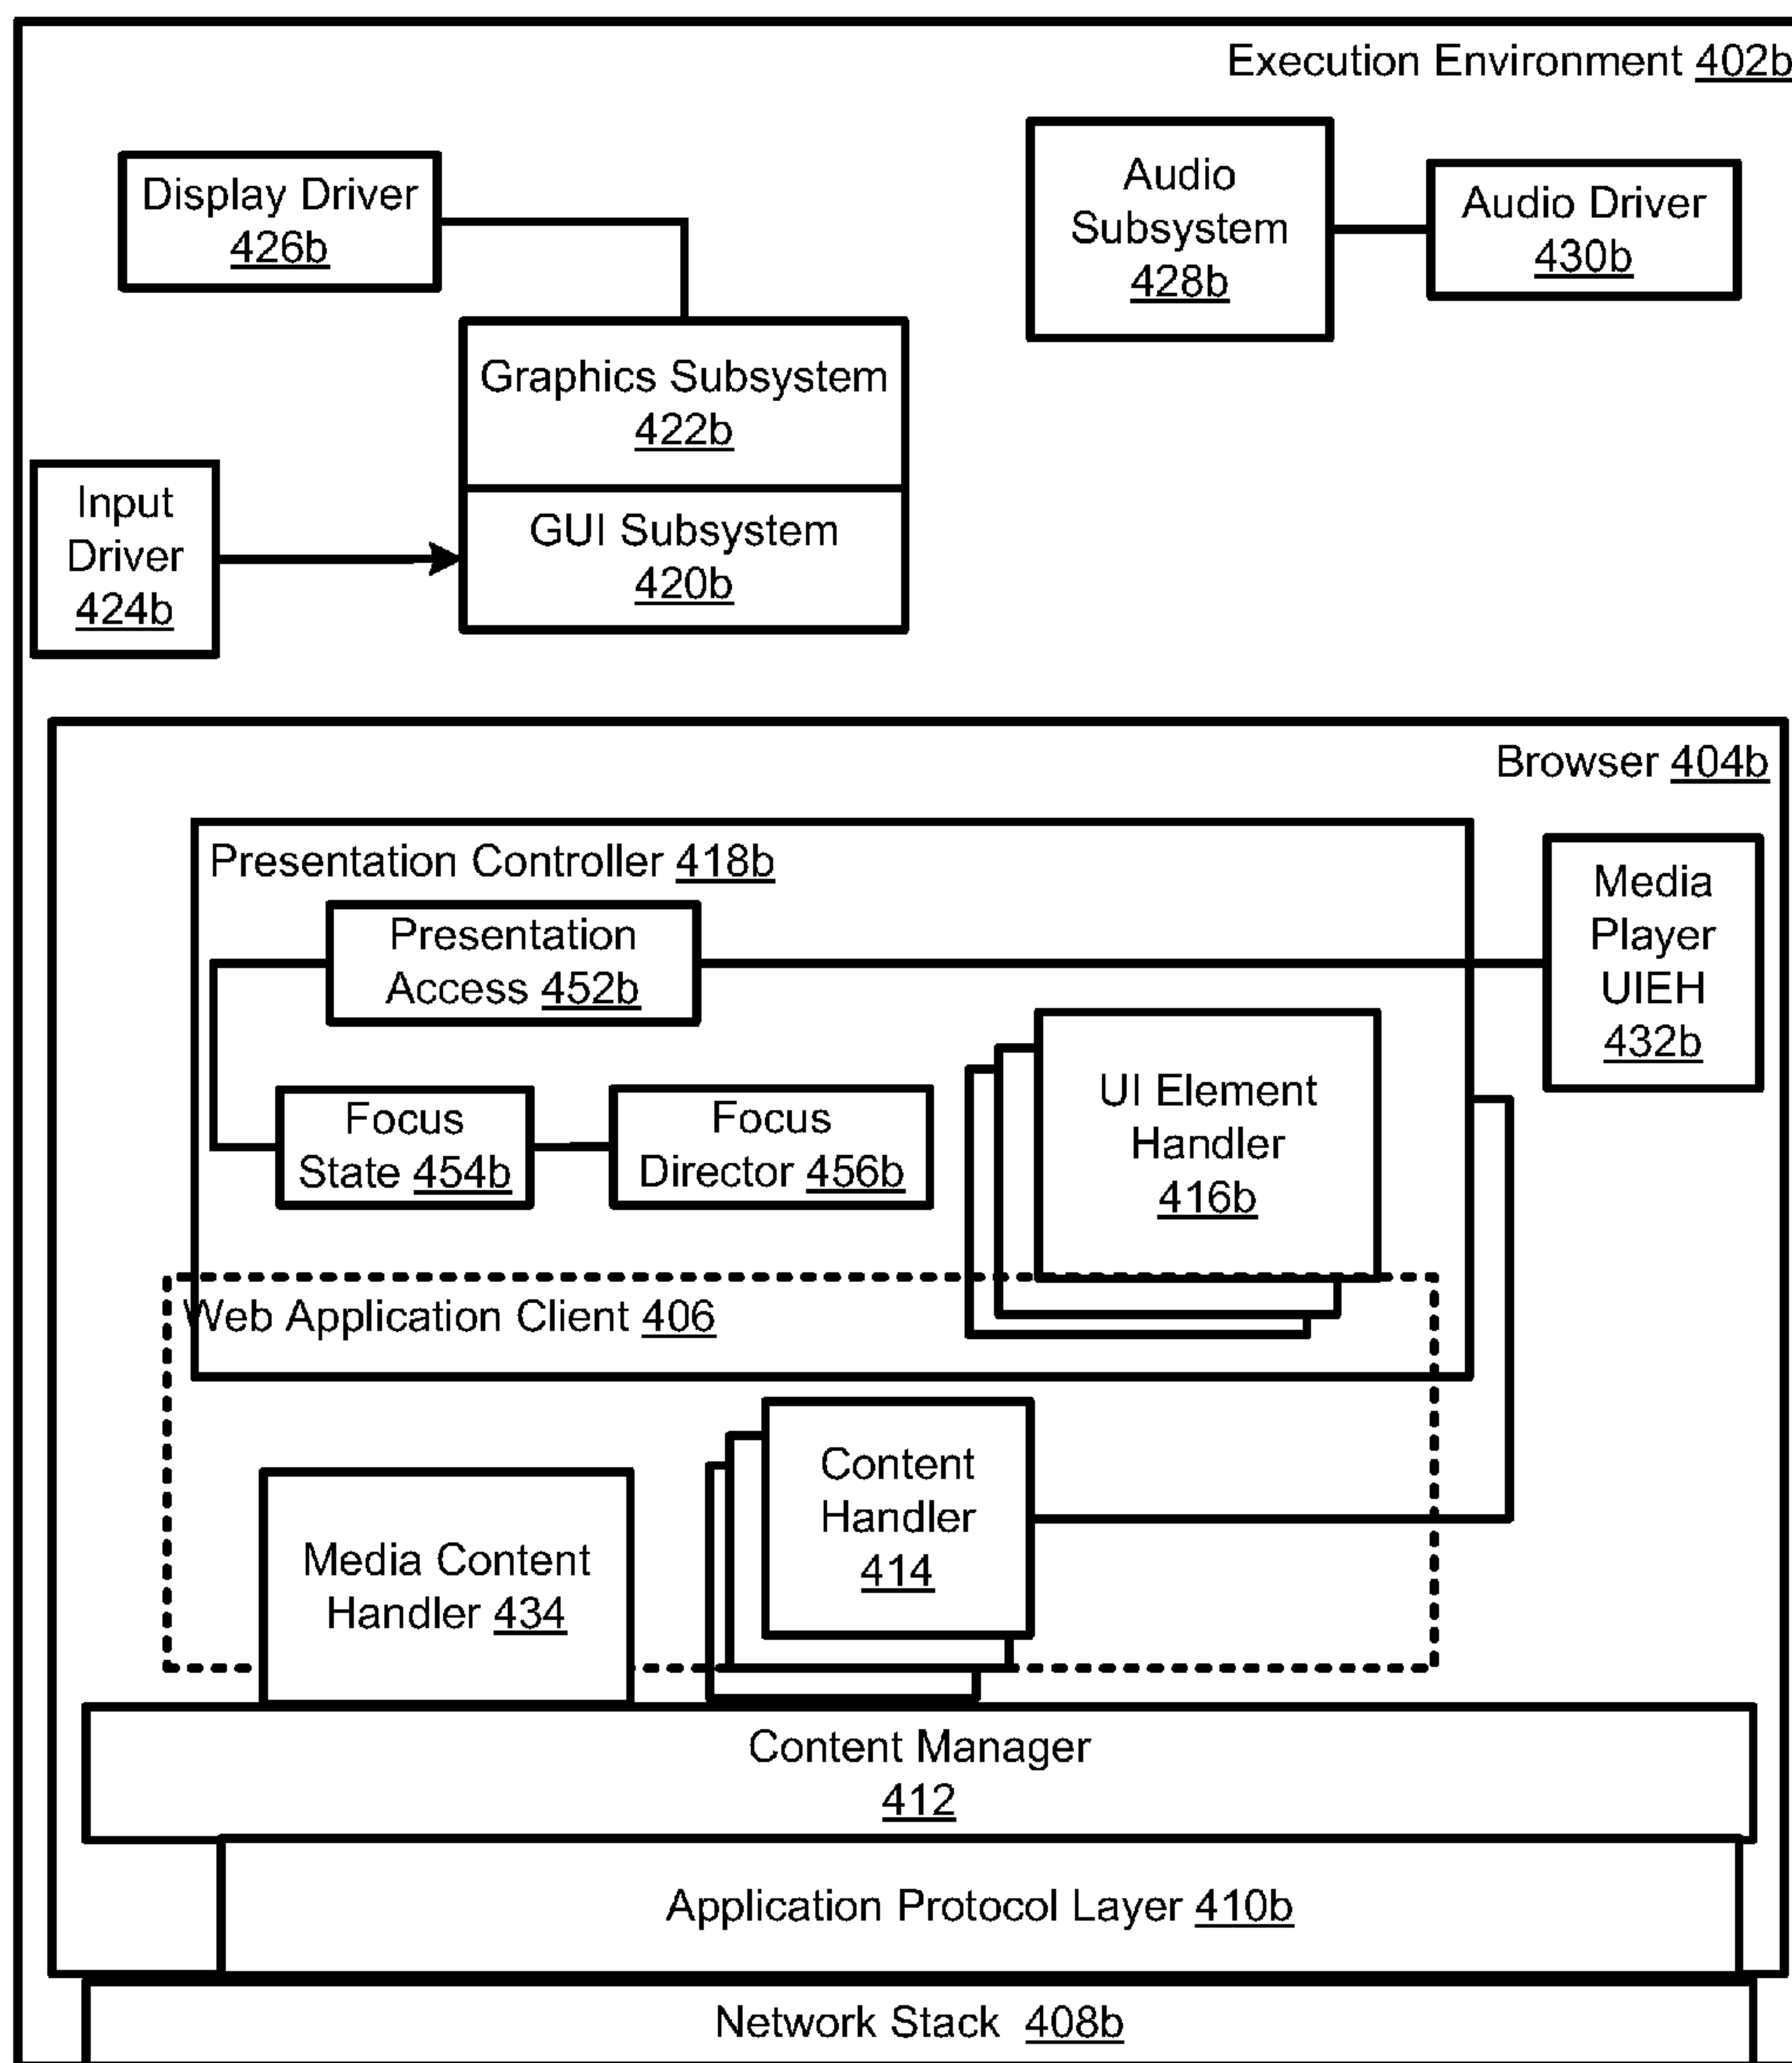 Execution Environment 402b
Display Driver
426b
Audio
Subsystem
428b
Audio Driver
430b
Graphics Subsystem
422b
Input
Driver
424b
GUI Subsystem
420b
Browser 404b
Presentation Controller 418b
Media
Player
UIEH
432b
Presentation
Access 452b
UI Element
Handler
416b
Focus
State 454b
Focus
Director 456b
Web Application Client 406
Content
Handler
414
Media Content
Handler 434
Content Manager
412
Application Protocol Layer 410b
Network Stack 408b